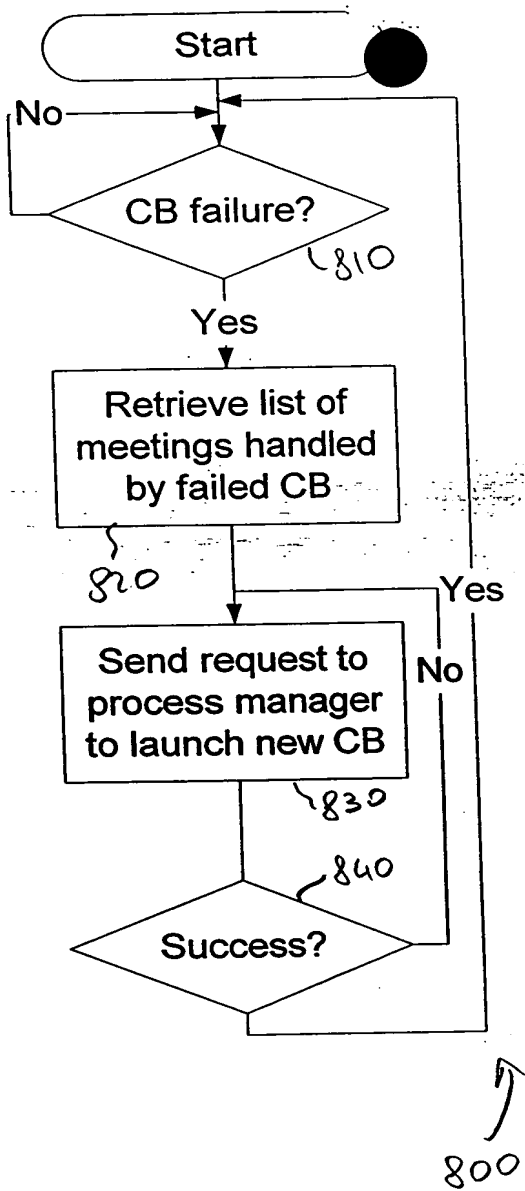 Start
No
CB failure?
810
Yes
Retrieve list of
meetings handled
by failed CB
820
Yes
Send request to
process manager
to launch new CB
No
830
840
Success?
800